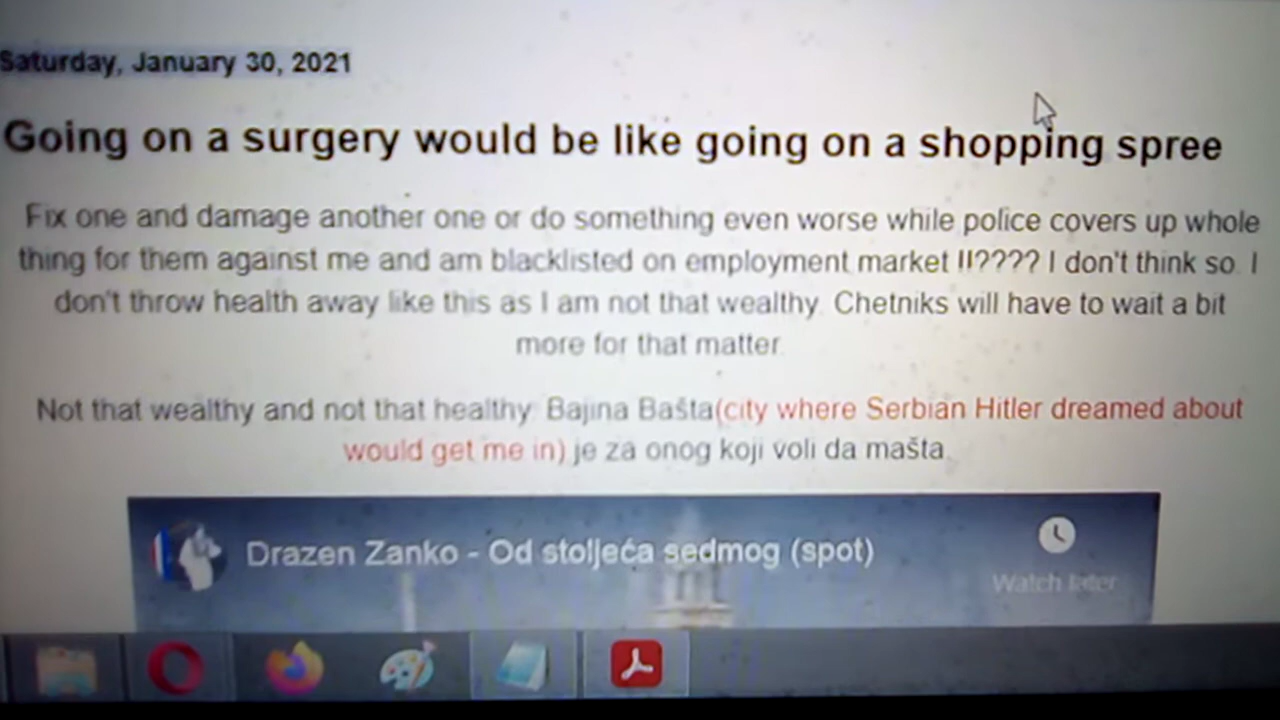 Saturday, January 30, 2021
Going on a surgery would be like going on a shopping spree
Fix one and damage another one or do something even worse while police covers up whole
thing for them against me and am blacklisted on employment market !!???? I don't think so. I
don't throw health away like this as I am not that wealthy. Chetniks will have to wait a bit
more for that matter.
Not that wealthy and not that healthy. Bajina Bašta(city where Serbian Hitler dreamed about
would get me in) je za onog koji voli da mašta.
Drazen Zanko - Od stoljeća sedmog (spot)
Watch later